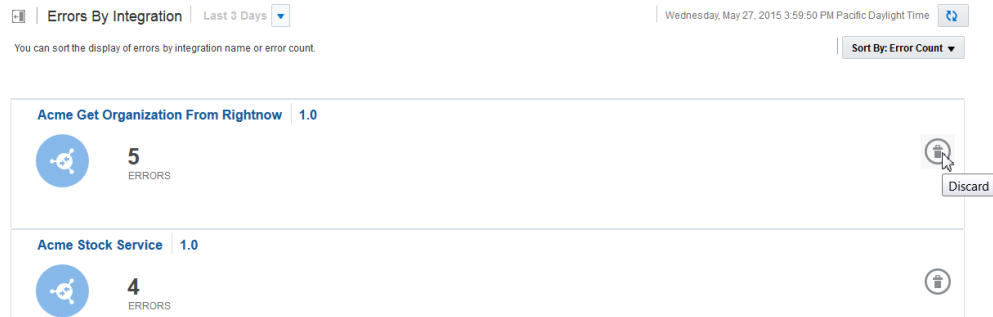 Errors By Integration Last 3 Days Wednesday, May 27, 2015 3:59:50 PM Pacific Daylight Time
You can sort the display of errors by integration name or error count. Sort By: Error Count
Acme Get Organization From Rightnow 1.0
5
ERRORS
Discard
Acme Stock Service 1.0
4
ERRORS